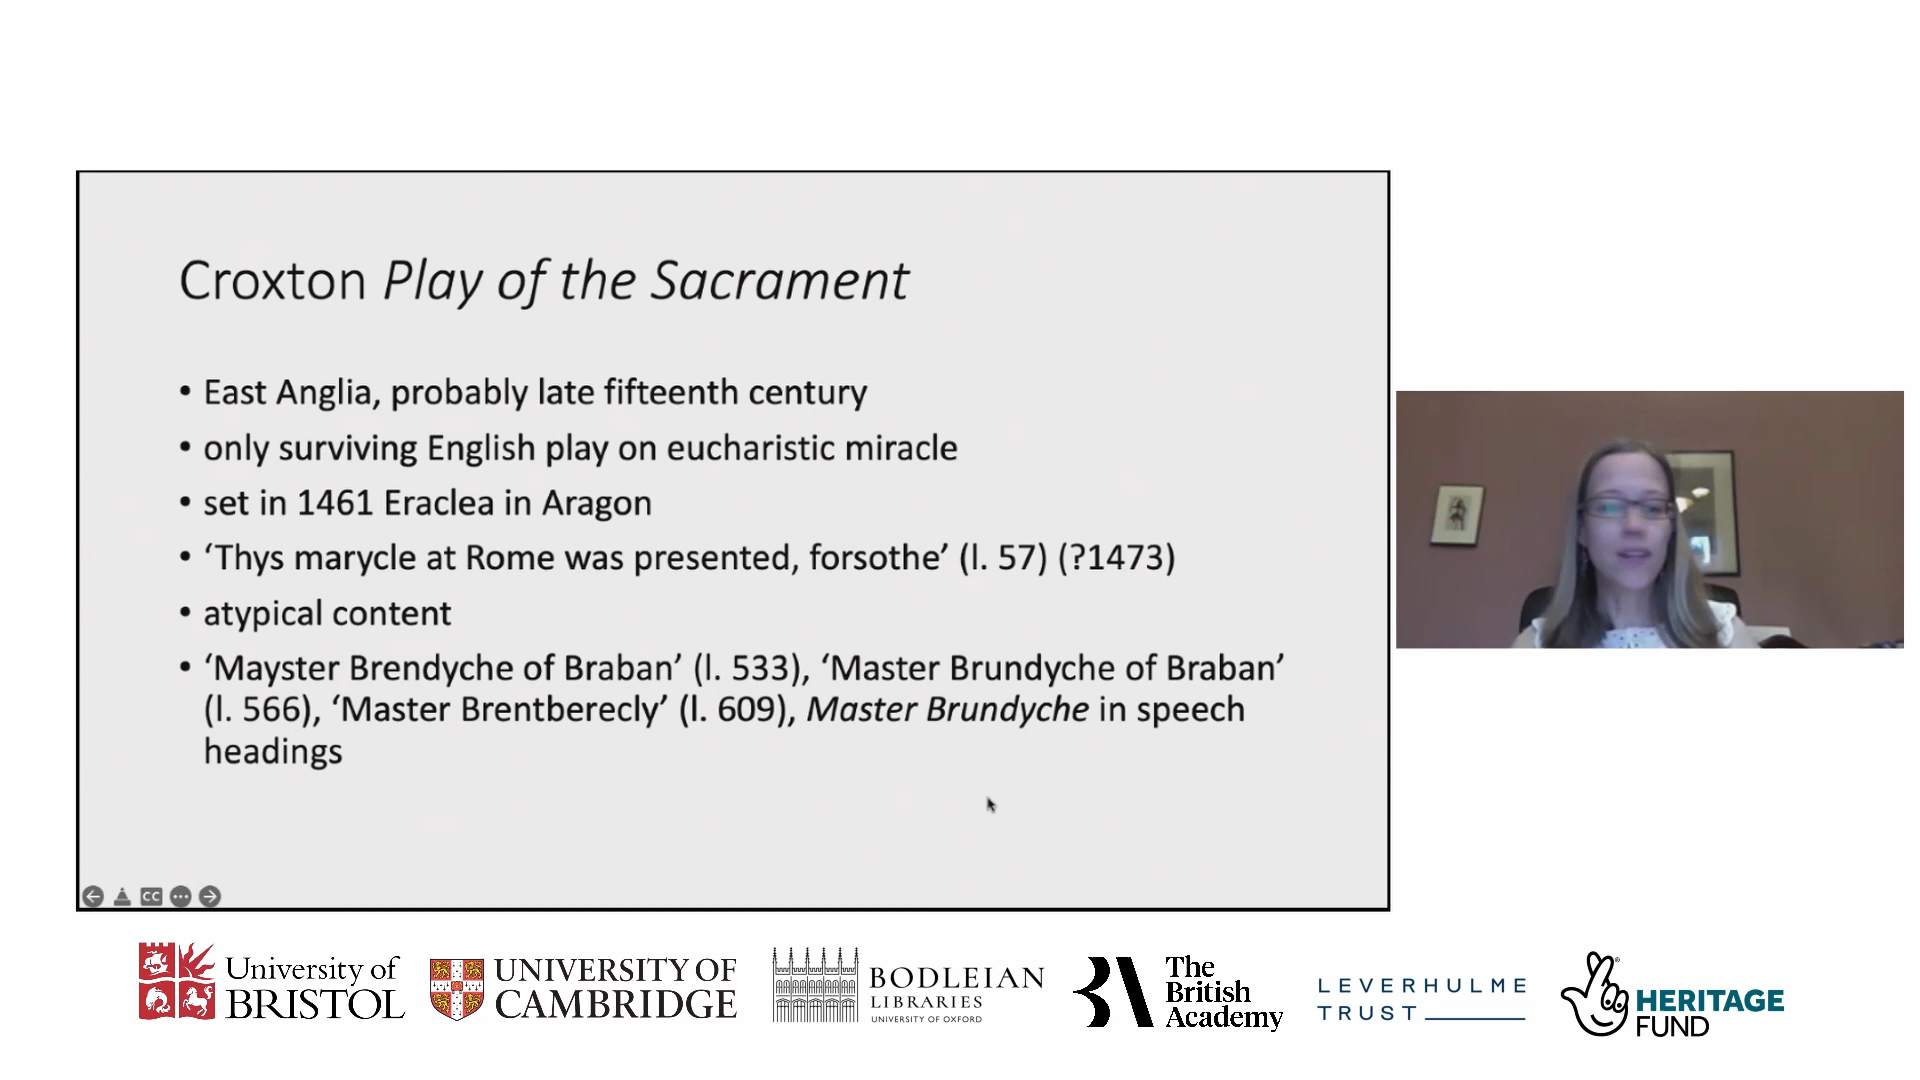 Croxton Play of the Sacrament
• East Anglia, probably late fifteenth century
• only surviving English play on eucharistic miracle
• set in 1461 Eraclea in Aragon
• ‘Thys marycle at Rome was presented, forsothe’ (l. 57) (?1473)
• atypical content
• ‘Mayster Brendyche of Braban’ (l. 533), ‘Master Brundyche of Braban’
(l. 566), ‘Master Brentberecly’ (l. 609), Master Brundyche in speech
headings
CC
University of
BRISTOL
UNIVERSITY OF
CAMBRIDGE
BODLEIAN
LIBRARIES
UNIVERSITY OF OXFORD
BA
The
British
Academy
LEVERHULME
TRUST
HERITAGE
FUND